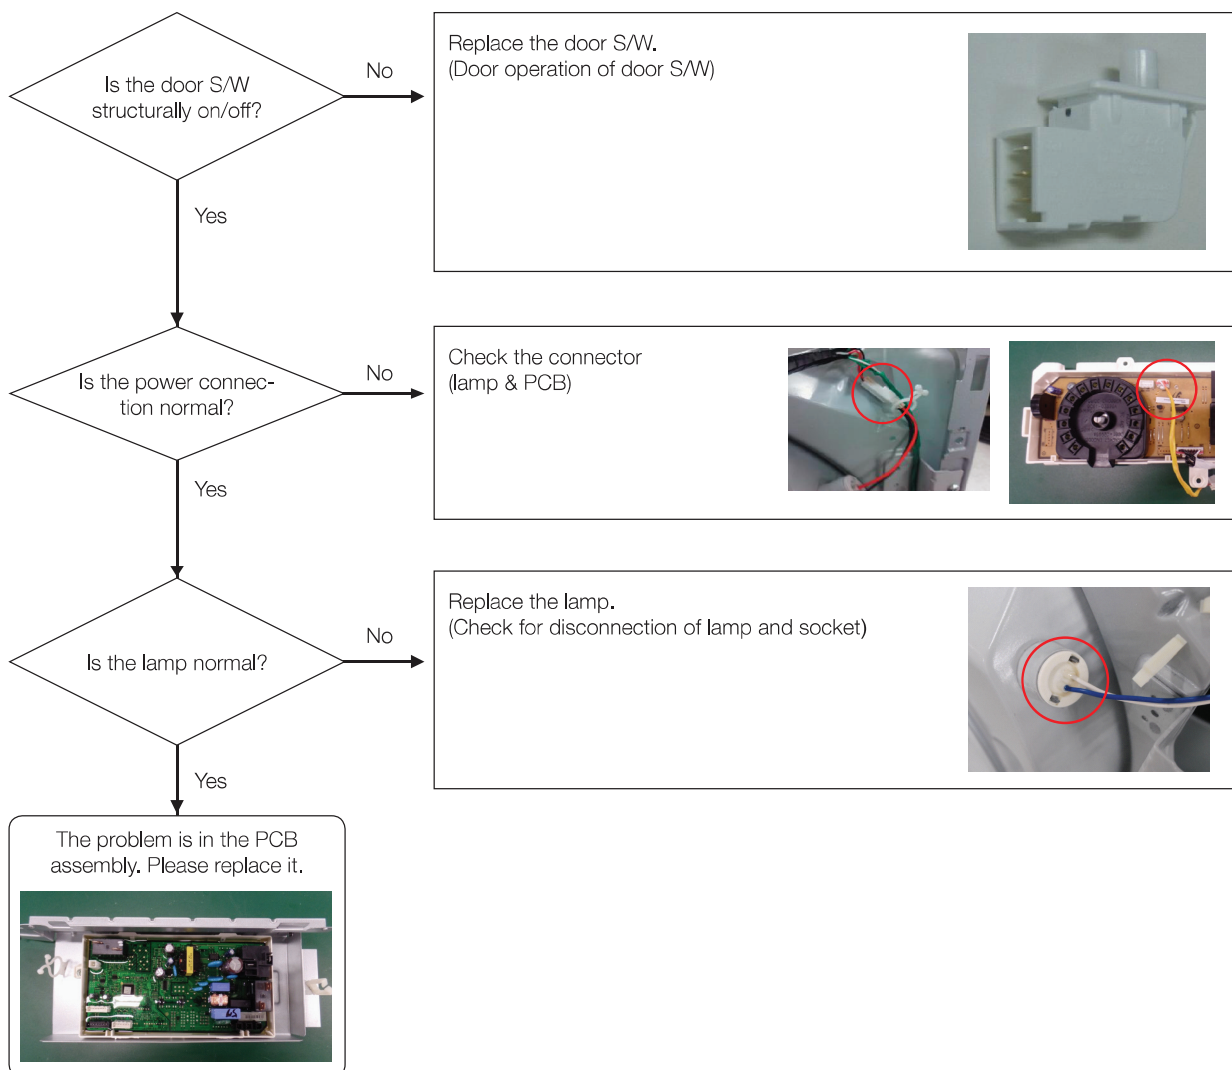 Is the door S/W
structurally on/off?
No
Replace the door S/W.
(Door operation of door S/W)
Yes
Is the power connec-
tion normal?
No
Check the connector
(lamp & PCB)
Yes
Is the lamp normal?
No
Replace the lamp.
(Check for disconnection of lamp and socket)
Yes
The problem is in the PCB
assembly. Please replace it.